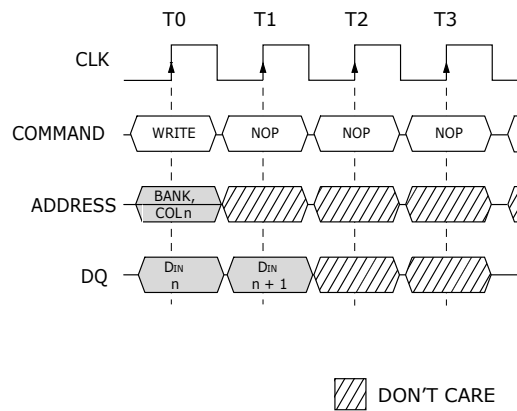 T0 T1 T2 T3
CLK
COMMAND WRITE NOP NOP NOP
ADDRESS BANK,
COL n
DQ DIN DIN
n n + 1
DON'T CARE